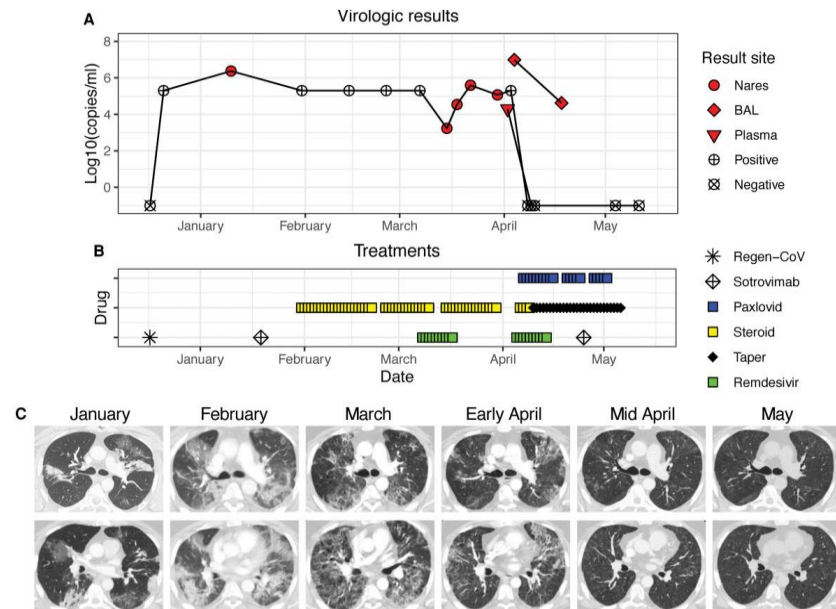 A
Virologic results
Log10(copies/ml)
8
6
4
2
0
January February March April May
Result site
Nares
BAL
Plasma
Positive
Negative
B
Treatments
Drug
January February March April May
Date
Regen-CoV
Sotrovimab
Paxlovid
Steroid
Taper
Remdesivir
C
January February March Early April Mid April May